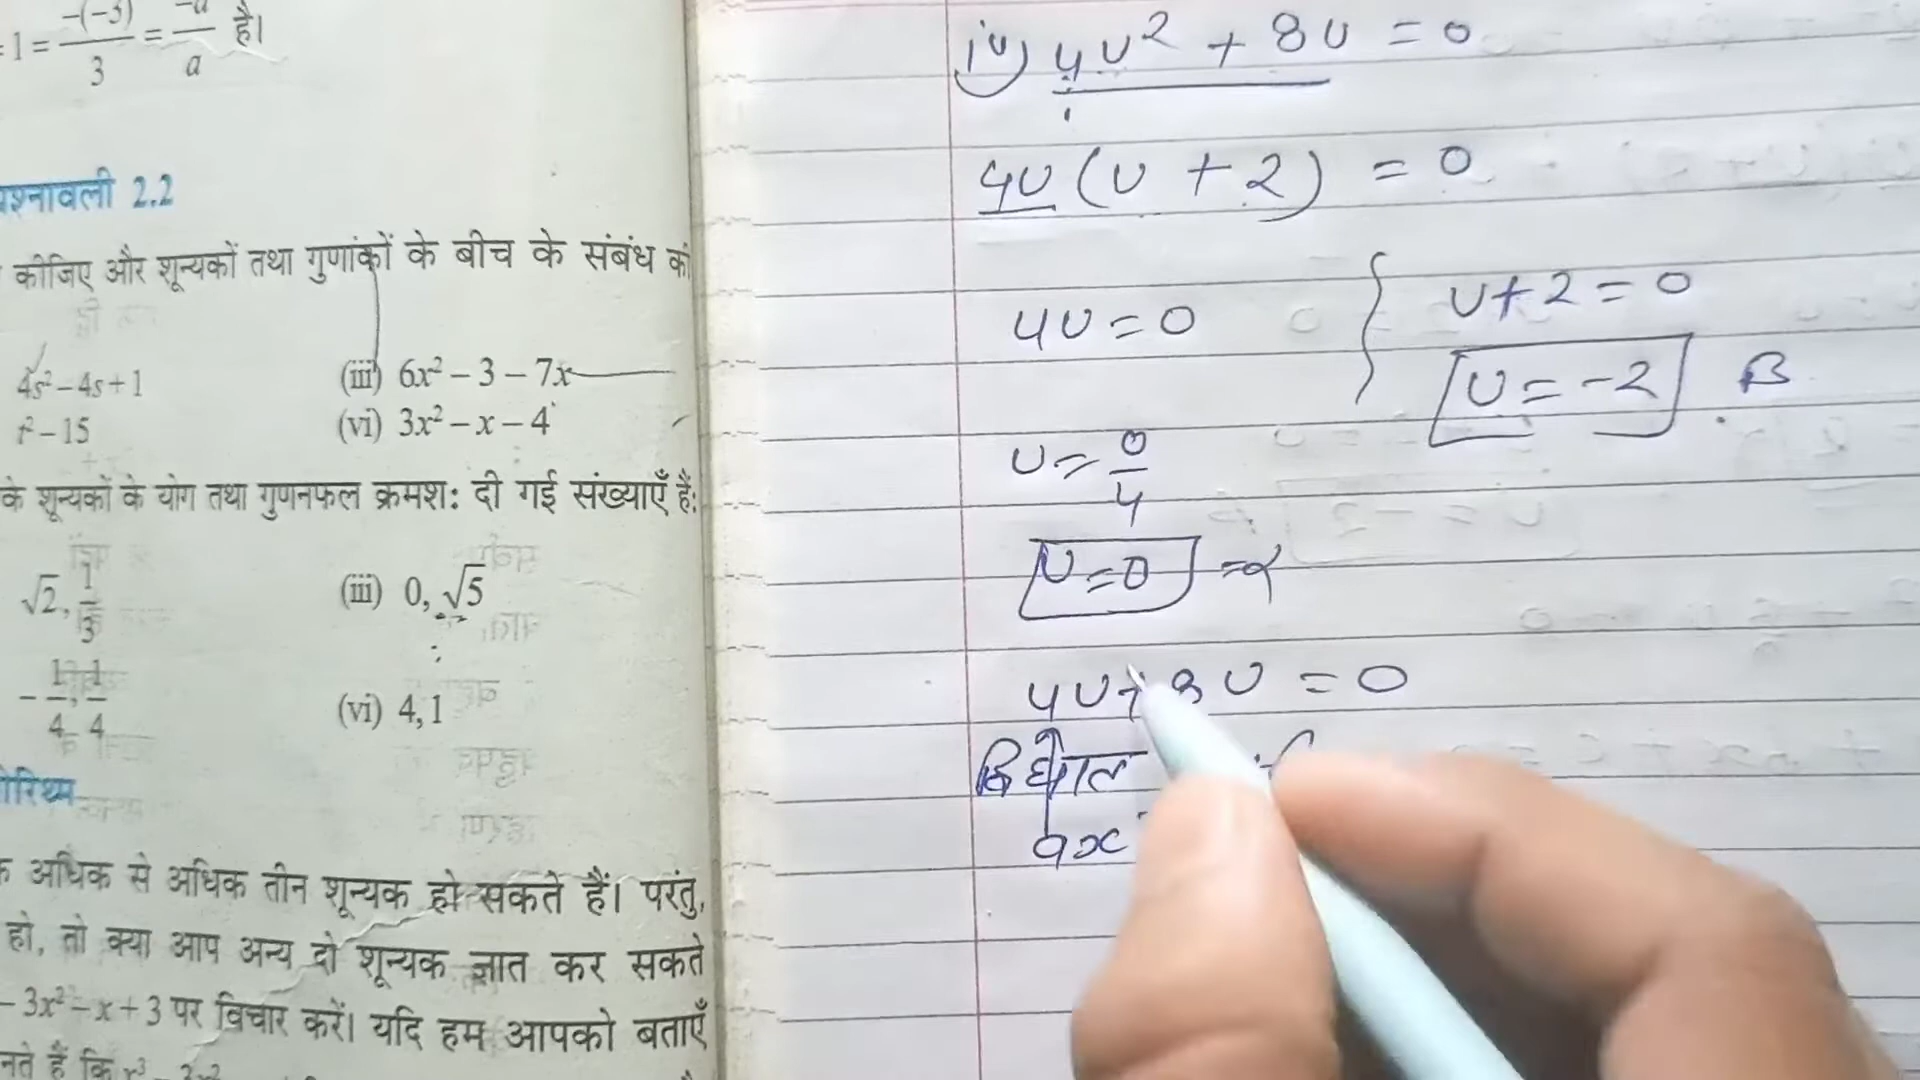 = 1 = -(-3)/3 = -a/a है।
प्रश्नावली 2.2
कीजिए और शून्यकों तथा गुणांकों के बीच के संबंध की
4s² – 4s + 1 (iii) 6x² – 3 – 7x
t² – 15 (vi) 3x² – x – 4
के शून्यकों के योग तथा गुणनफल क्रमश: दी गई संख्याएँ हैं:
√2, 1/3 (iii) 0, √5
-1/4, 1/4 (vi) 4, 1
अधिक से अधिक तीन शून्यक हो सकते हैं। परंतु,
हो, तो क्या आप अन्य दो शून्यक ज्ञात कर सकते
– 3x² – x + 3 पर विचार करें। यदि हम आपको बताएँ
iv) 4U² + 8U = 0
4U (U + 2) = 0
4U = 0
U + 2 = 0
U = -2 B
U = 0/4
U = 0 = α
4U + 8U = 0
द्विघात
ax